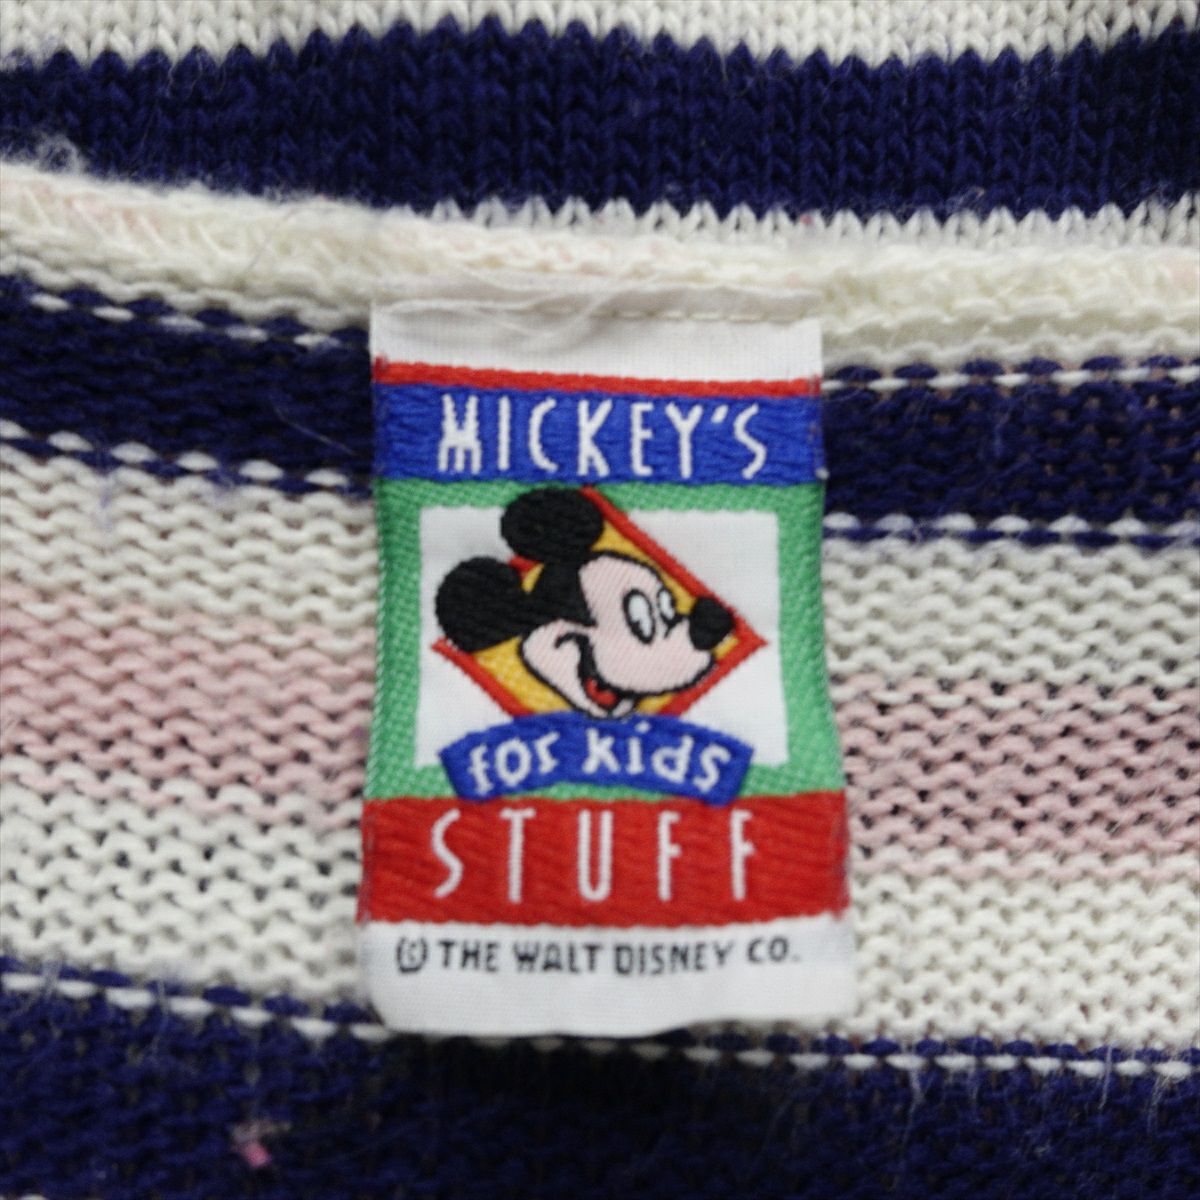 MICKEY'S
for kids
STUFF
© THE WALT DISNEY CO.